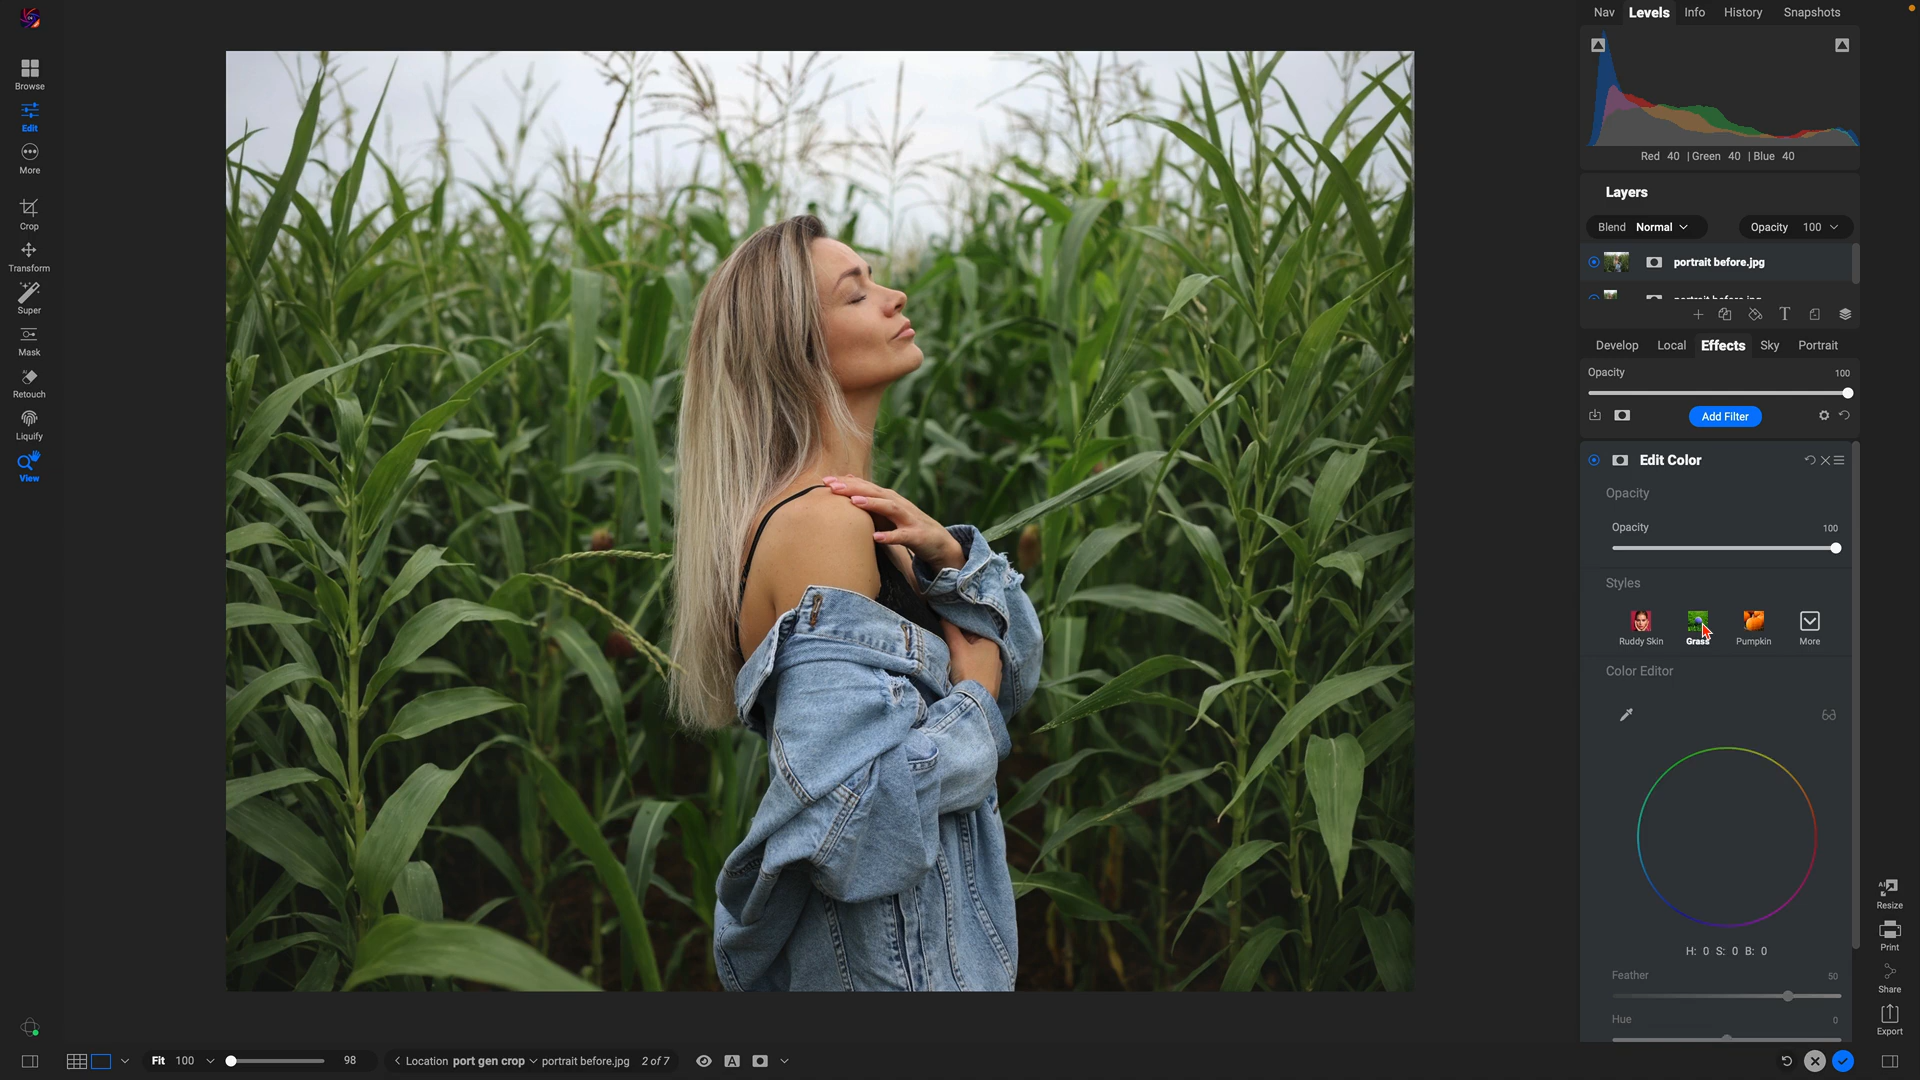 Browse
Edit
More
Crop
Transform
Super
Mask
Retouch
Liquify
View
Nav Levels Info History Snapshots
Red 40 | Green 40 | Blue 40
Layers
Blend Normal Opacity 100
portrait before.jpg
T
Develop Local Effects Sky Portrait
Opacity 100
Add Filter
Edit Color
Opacity
Opacity 100
Styles
Ruddy Skin Grass Pumpkin More
Color Editor
H: 0 S: 0 B: 0
Feather 50
Hue 0
AI
Resize
Print
Share
Export
Fit 100 98 Location port gen crop portrait before.jpg 2 of 7 A